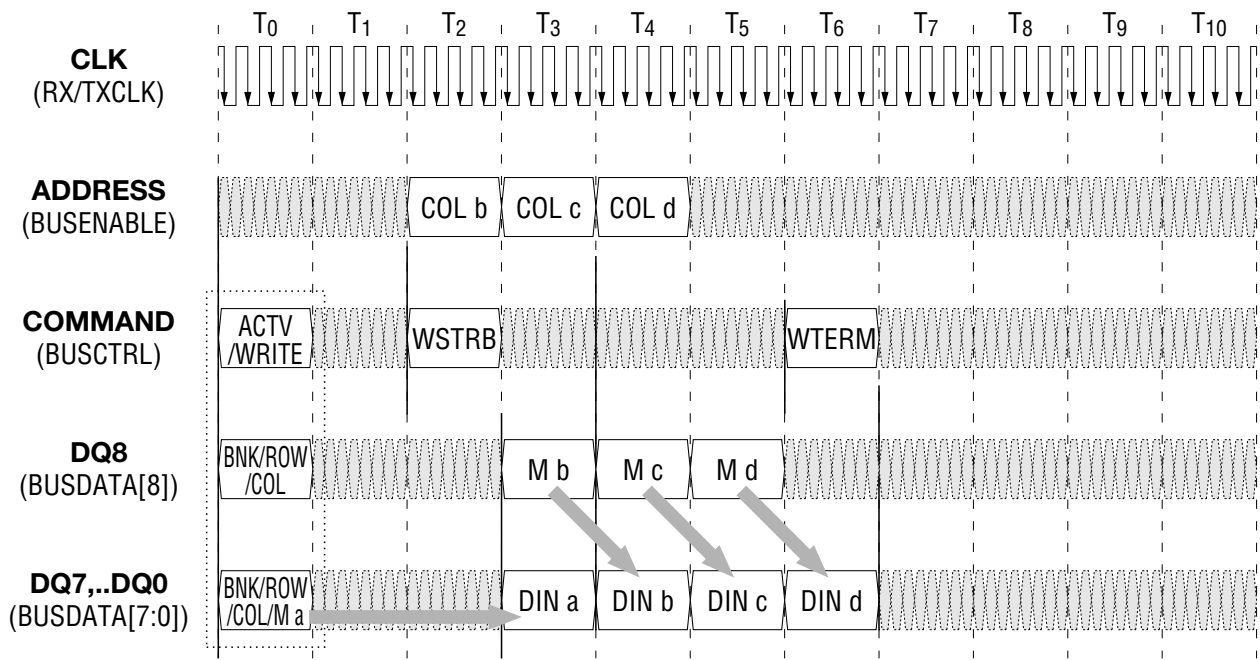 T0 T1 T2 T3 T4 T5 T6 T7 T8 T9 T10
CLK
(RX/TXCLK)
ADDRESS
(BUSENABLE)
COL b COL c COL d
COMMAND
(BUSCTRL)
ACTV
/WRITE
WSTRB WTERM
DQ8
(BUSDATA[8])
BNK/ROW
/COL
M b M c M d
DQ7,..DQ0
(BUSDATA[7:0])
BNK/ROW
/COL/M a
DIN a DIN b DIN c DIN d